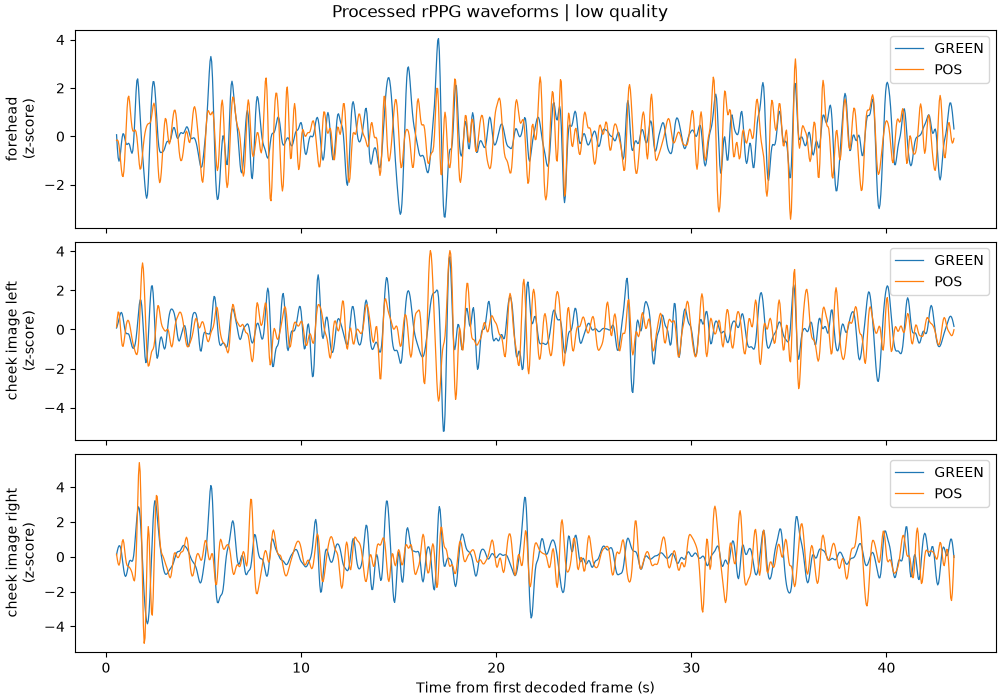 Processed rPPG waveforms | low quality
forehead
(z-score)
4
2
0
−2
GREEN
POS
cheek image left
(z-score)
4
2
0
−2
−4
GREEN
POS
cheek image right
(z-score)
4
2
0
−2
−4
GREEN
POS
0 10 20 30 40
Time from first decoded frame (s)